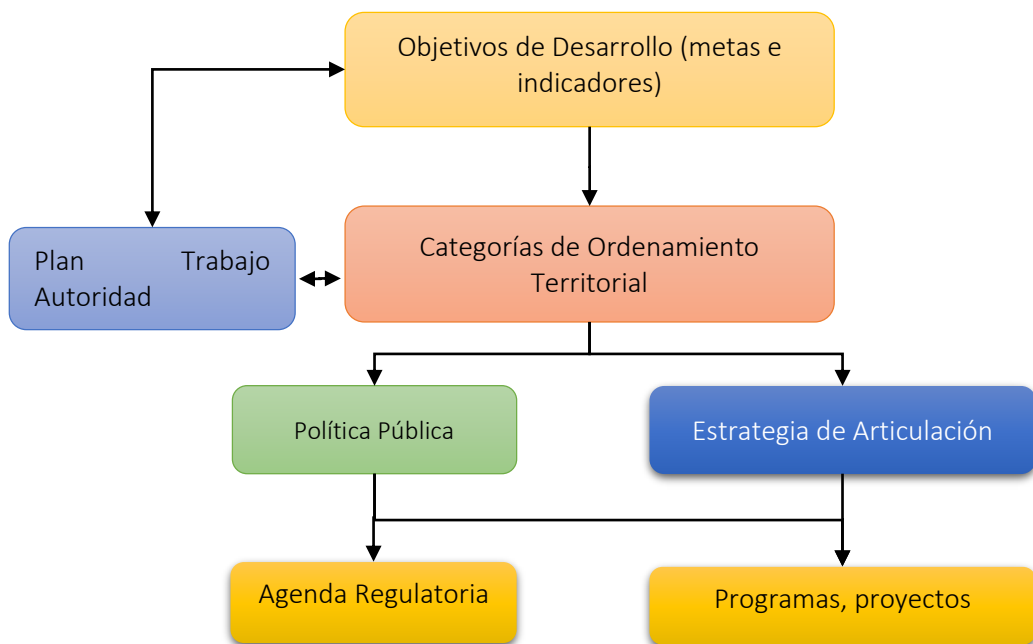 Objetivos de Desarrollo (metas e
indicadores)
Plan Trabajo
Autoridad
Categorías de Ordenamiento
Territorial
Política Pública
Estrategia de Articulación
Agenda Regulatoria
Programas, proyectos